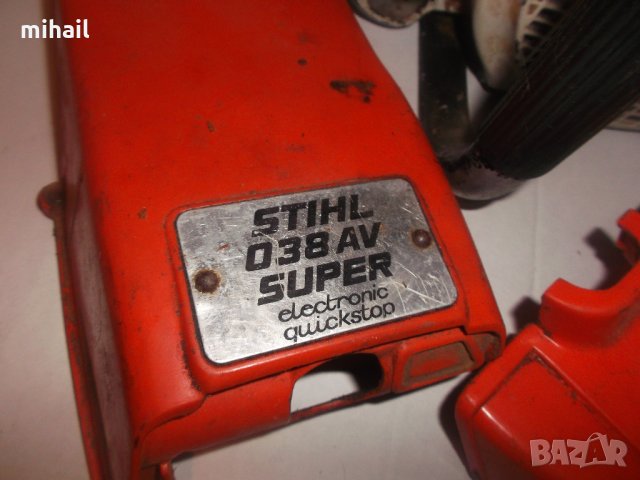 mihail
STIHL
038 AV
SUPER
electronic
quickstop
BAZAR